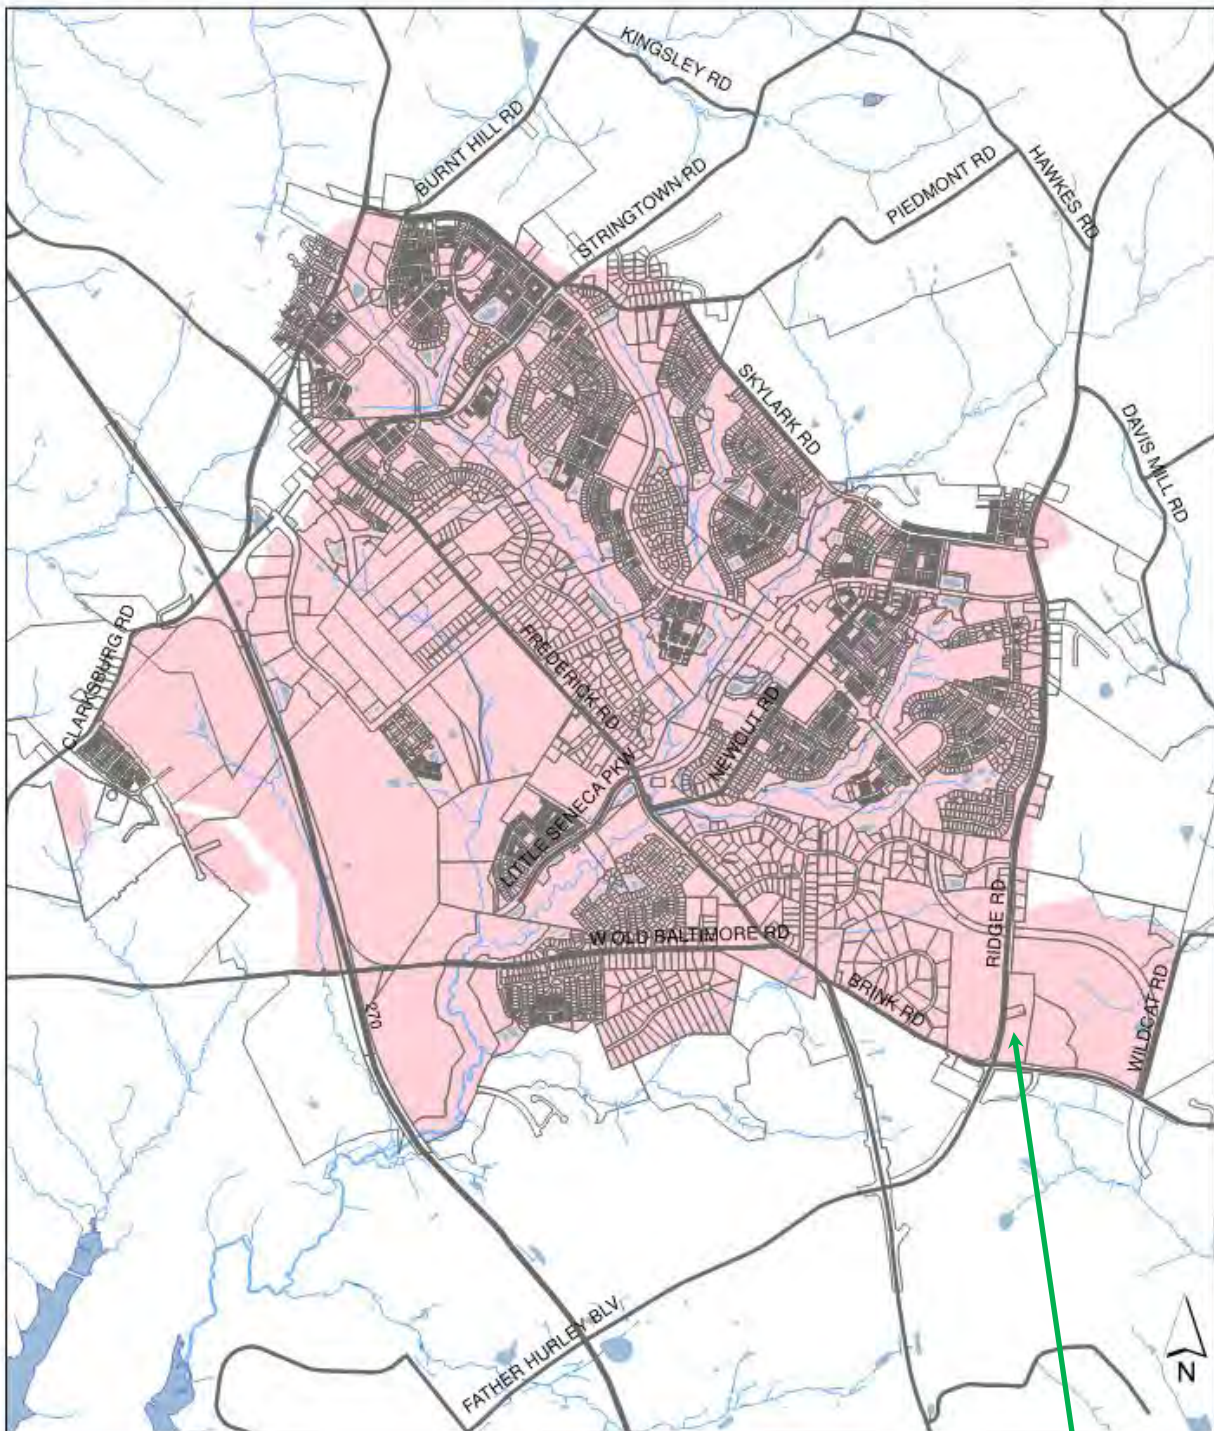 KINGSLEY RD
BURNT HILL RD
STRINGTOWN RD
PIEDMONT RD
HAWKES RD
SKYLARK RD
DAVIS MILL RD
CLARKSBURG RD
FREDERICK RD
NEWCUT RD
LITTLE SENECA PKW
W OLD BALTIMORE RD
RIDGE RD
BRINK RD
WILDCAT RD
270
FATHER HURLEY BLV
N